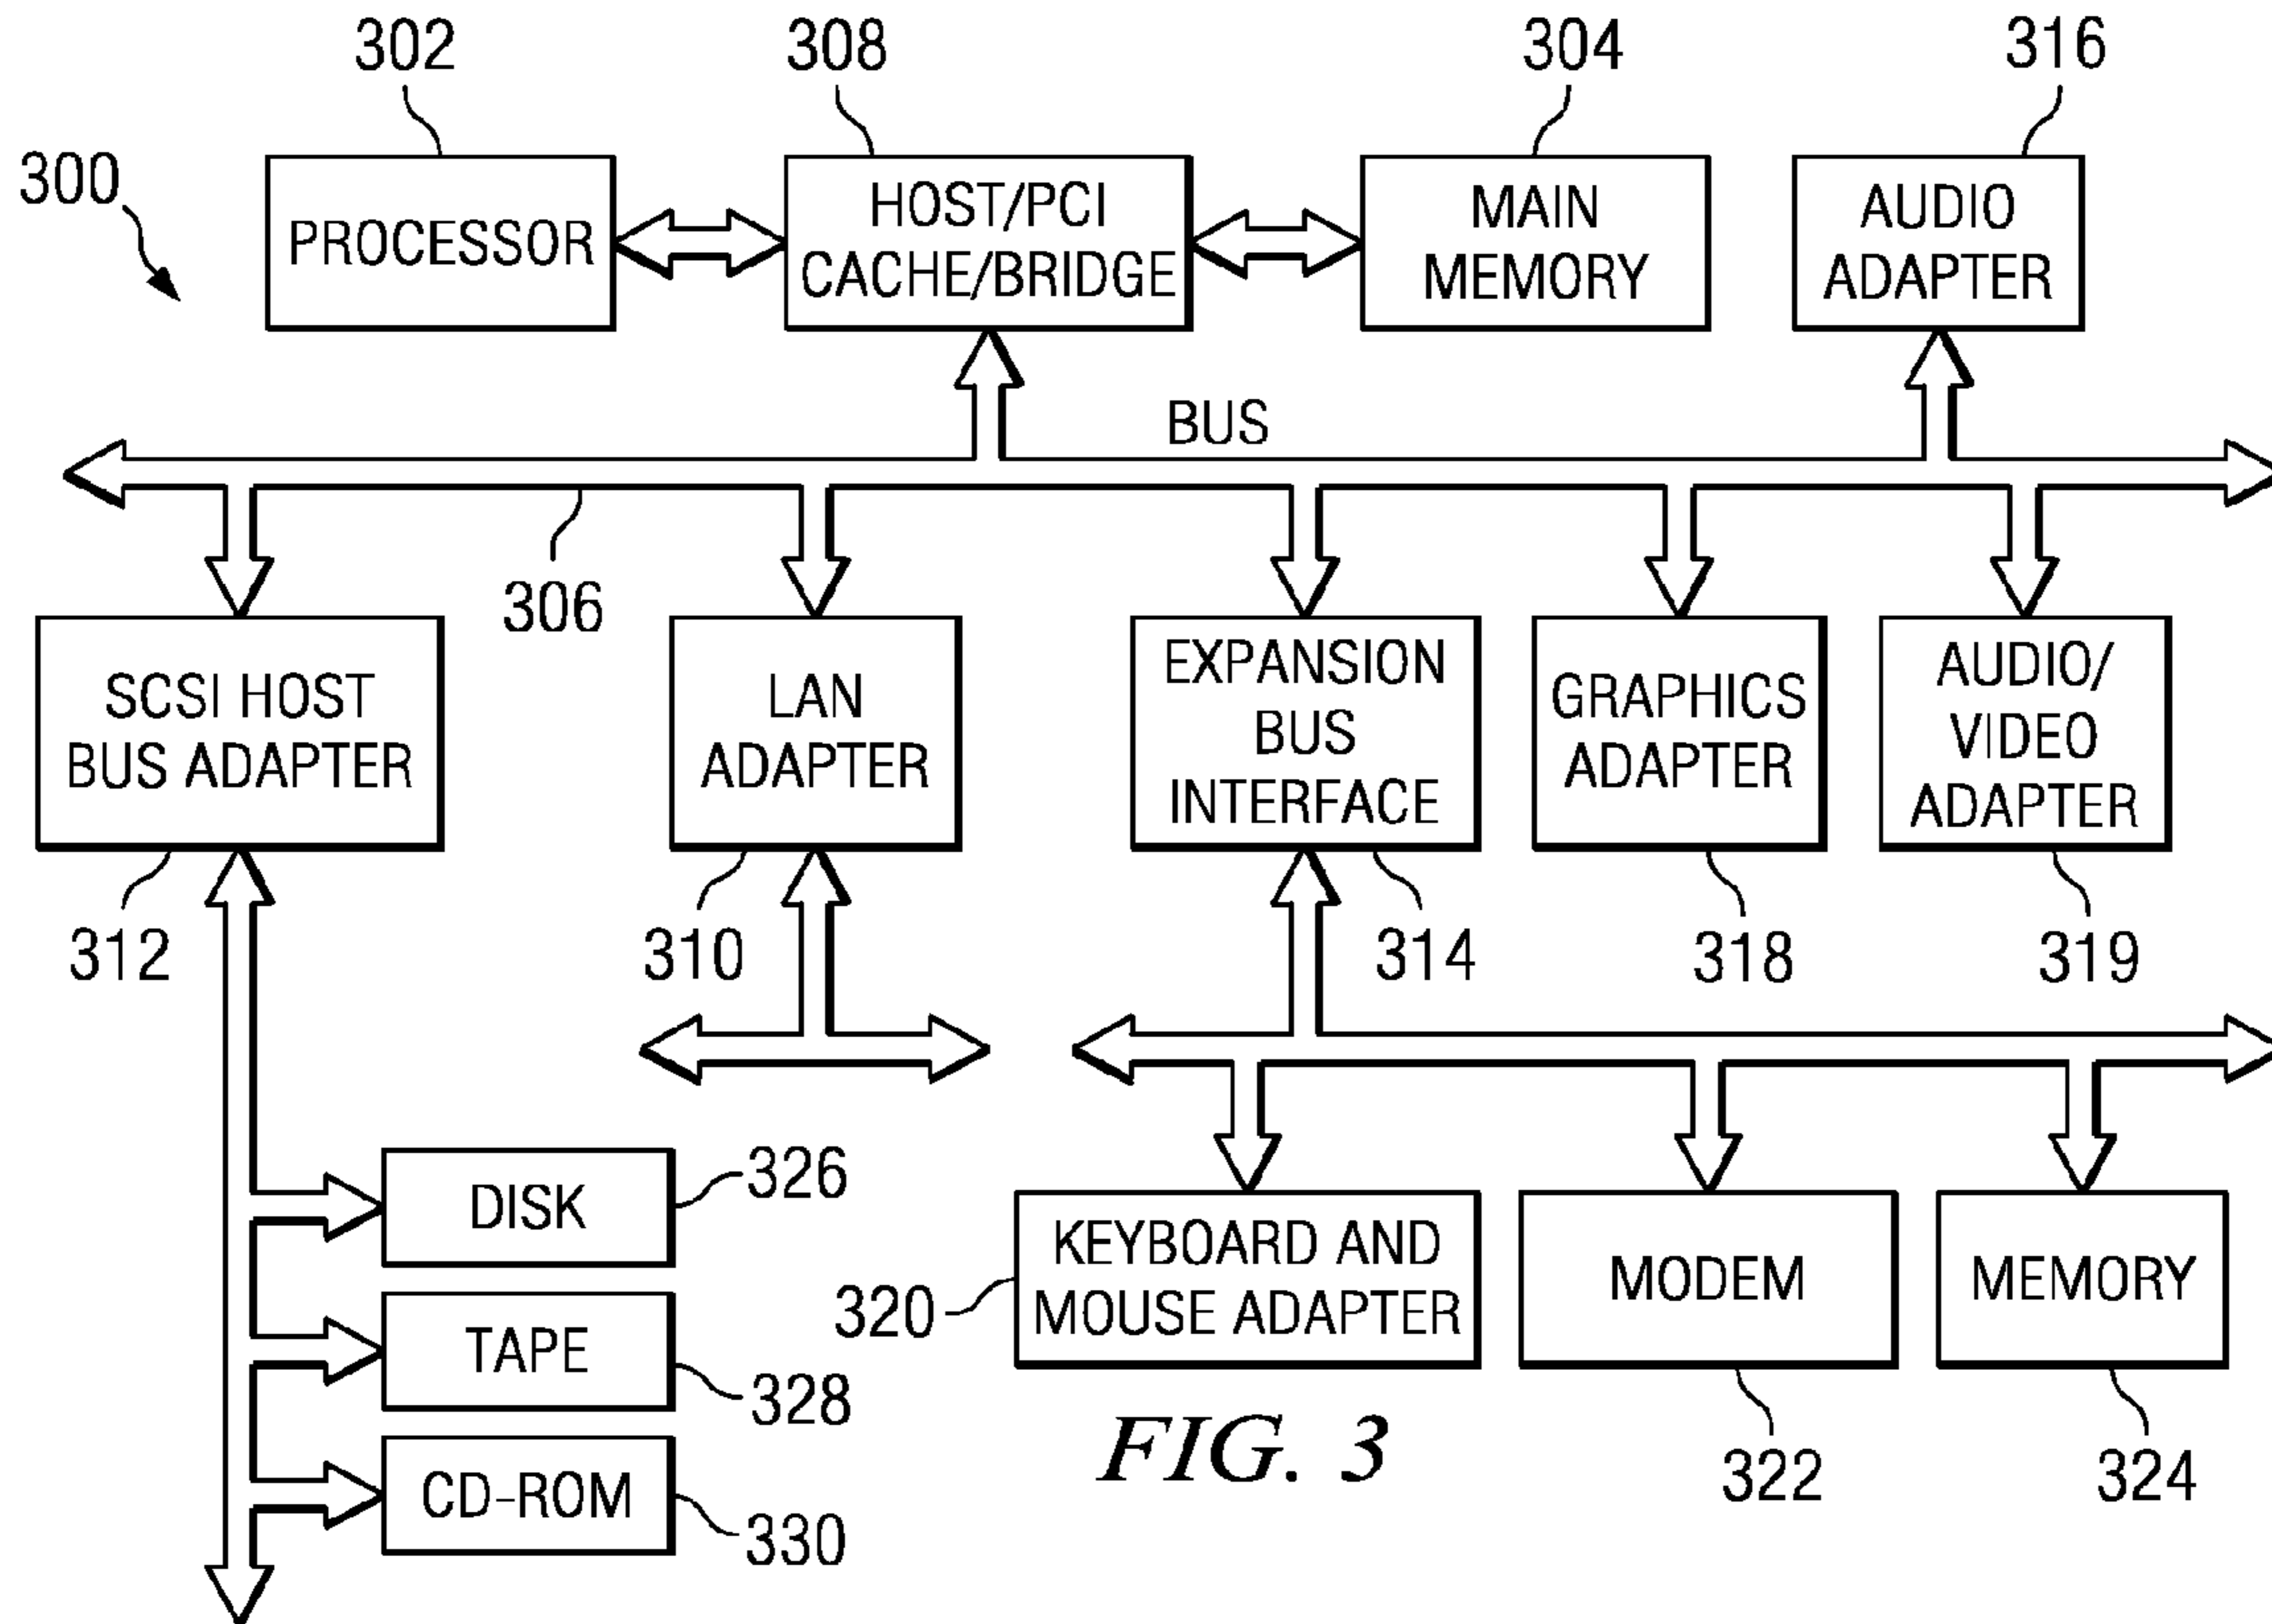 302
308
304
316
300
PROCESSOR
HOST/PCI
CACHE/BRIDGE
MAIN
MEMORY
AUDIO
ADAPTER
BUS
306
SCSI HOST
BUS ADAPTER
LAN
ADAPTER
EXPANSION
BUS
INTERFACE
GRAPHICS
ADAPTER
AUDIO/
VIDEO
ADAPTER
312
310
314
318
319
DISK
326
TAPE
328
CD-ROM
330
320
KEYBOARD AND
MOUSE ADAPTER
MODEM
MEMORY
322
324
FIG. 3